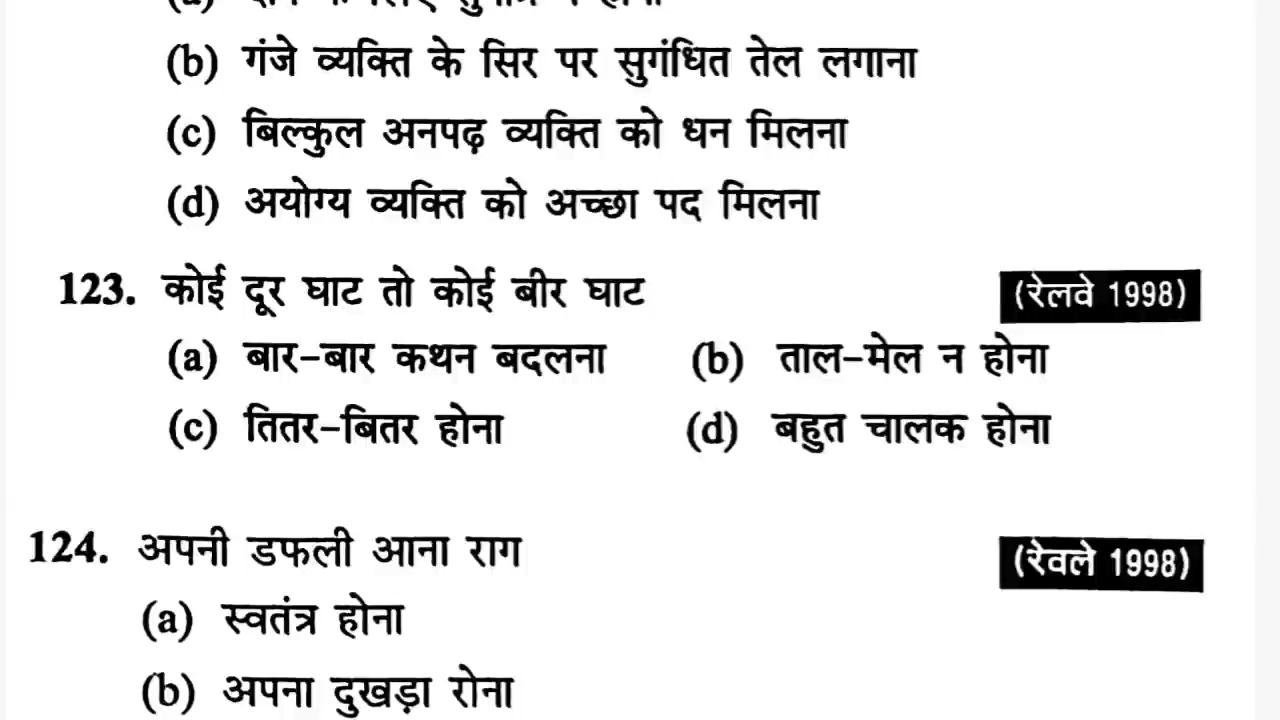 (b) गंजे व्यक्ति के सिर पर सुगंधित तेल लगाना
(c) बिल्कुल अनपढ़ व्यक्ति को धन मिलना
(d) अयोग्य व्यक्ति को अच्छा पद मिलना
123. कोई दूर घाट तो कोई बीर घाट (रेलवे 1998)
(a) बार-बार कथन बदलना (b) ताल-मेल न होना
(c) तितर-बितर होना (d) बहुत चालक होना
124. अपनी डफली आना राग (रेवले 1998)
(a) स्वतंत्र होना
(b) अपना दुखड़ा रोना